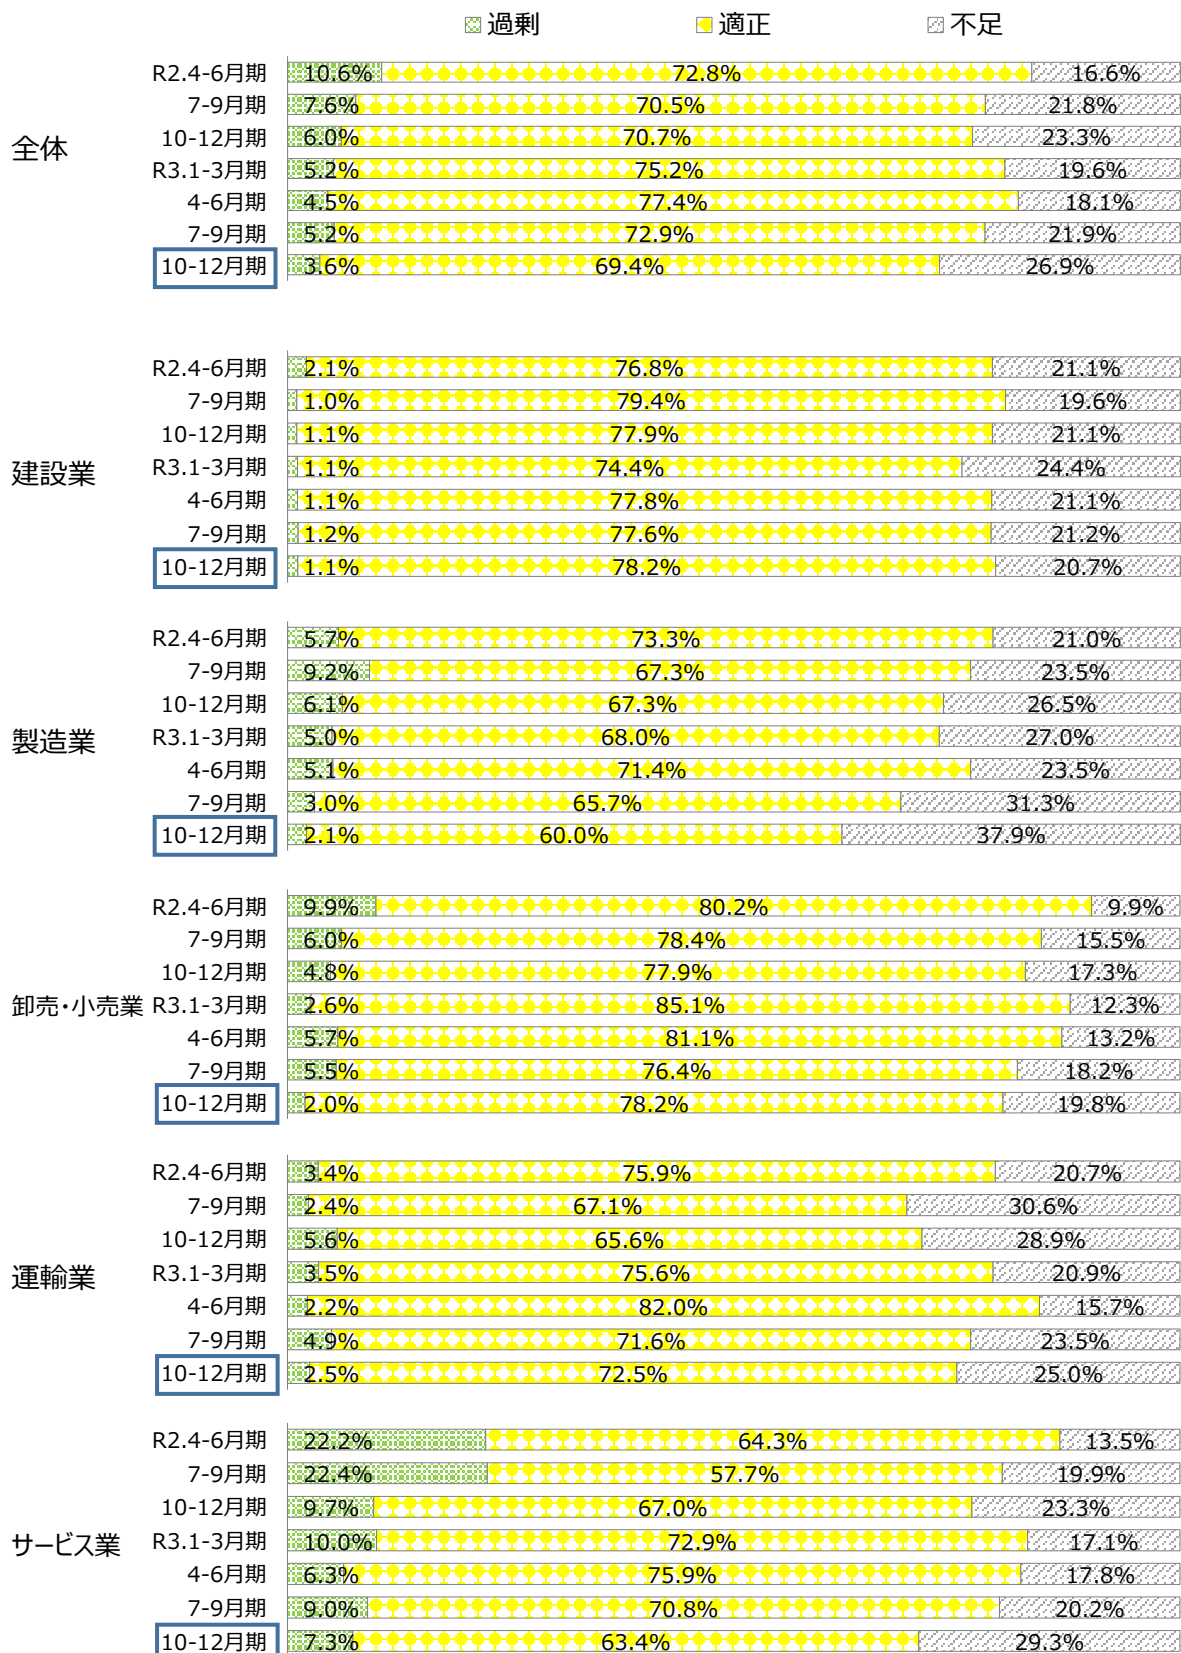 過剰 適正 不足
全体
R2.4-6月期 10.6% 72.8% 16.6%
7-9月期 7.6% 70.5% 21.8%
10-12月期 6.0% 70.7% 23.3%
R3.1-3月期 5.2% 75.2% 19.6%
4-6月期 4.5% 77.4% 18.1%
7-9月期 5.2% 72.9% 21.9%
10-12月期 3.6% 69.4% 26.9%
建設業
R2.4-6月期 2.1% 76.8% 21.1%
7-9月期 1.0% 79.4% 19.6%
10-12月期 1.1% 77.9% 21.1%
R3.1-3月期 1.1% 74.4% 24.4%
4-6月期 1.1% 77.8% 21.1%
7-9月期 1.2% 77.6% 21.2%
10-12月期 1.1% 78.2% 20.7%
製造業
R2.4-6月期 5.7% 73.3% 21.0%
7-9月期 9.2% 67.3% 23.5%
10-12月期 6.1% 67.3% 26.5%
R3.1-3月期 5.0% 68.0% 27.0%
4-6月期 5.1% 71.4% 23.5%
7-9月期 3.0% 65.7% 31.3%
10-12月期 2.1% 60.0% 37.9%
卸売・小売業
R2.4-6月期 9.9% 80.2% 9.9%
7-9月期 6.0% 78.4% 15.5%
10-12月期 4.8% 77.9% 17.3%
R3.1-3月期 2.6% 85.1% 12.3%
4-6月期 5.7% 81.1% 13.2%
7-9月期 5.5% 76.4% 18.2%
10-12月期 2.0% 78.2% 19.8%
運輸業
R2.4-6月期 3.4% 75.9% 20.7%
7-9月期 2.4% 67.1% 30.6%
10-12月期 5.6% 65.6% 28.9%
R3.1-3月期 3.5% 75.6% 20.9%
4-6月期 2.2% 82.0% 15.7%
7-9月期 4.9% 71.6% 23.5%
10-12月期 2.5% 72.5% 25.0%
サービス業
R2.4-6月期 22.2% 64.3% 13.5%
7-9月期 22.4% 57.7% 19.9%
10-12月期 9.7% 67.0% 23.3%
R3.1-3月期 10.0% 72.9% 17.1%
4-6月期 6.3% 75.9% 17.8%
7-9月期 9.0% 70.8% 20.2%
10-12月期 7.3% 63.4% 29.3%